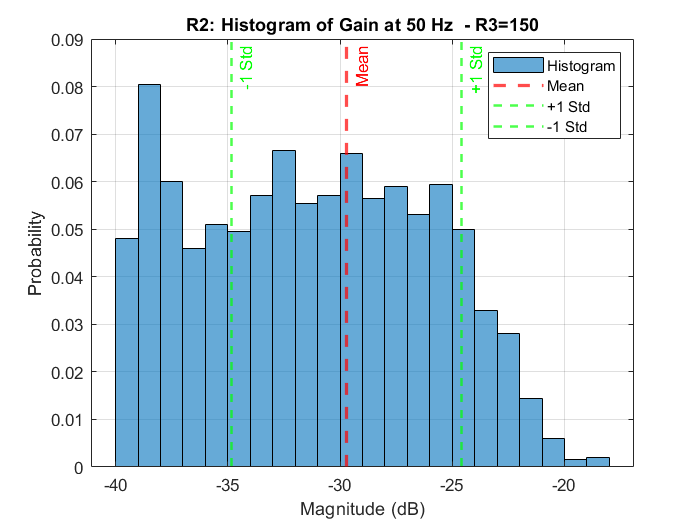 R2: Histogram of Gain at 50 Hz - R3=150
0.09
0.08
0.07
0.06
0.05
0.04
0.03
0.02
0.01
0
Probability
-40
-35
-30
-25
-20
Magnitude (dB)
-1 Std
Mean
+1 Std
Histogram
Mean
+1 Std
-1 Std